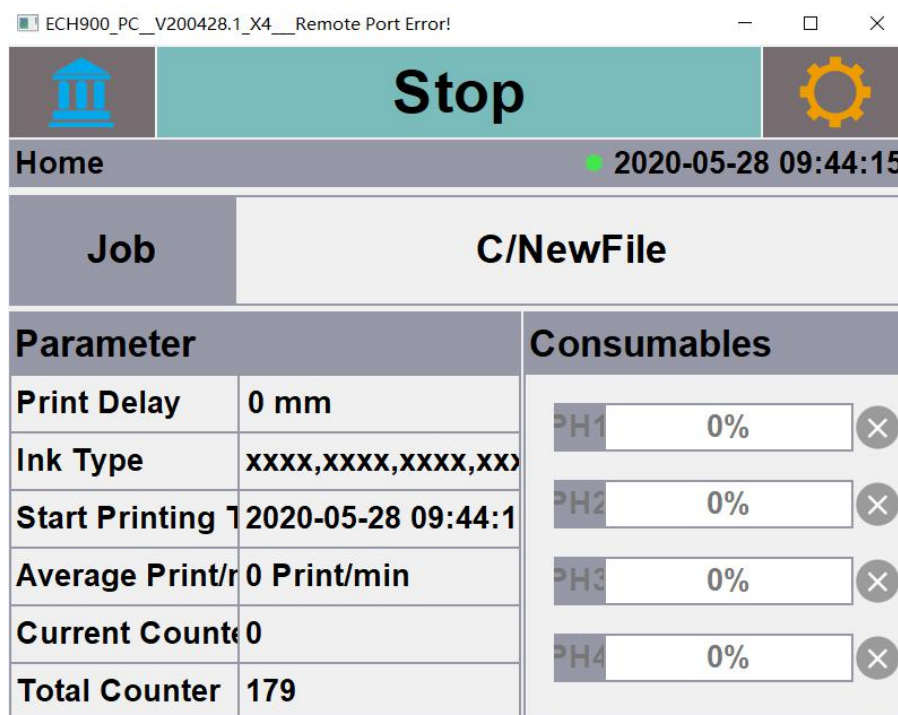 ECH900_PC__V200428.1_X4___Remote Port Error!
Stop
Home 2020-05-28 09:44:15
Job C/NewFile
Parameter
Print Delay 0 mm
Ink Type xxxx,xxxx,xxxx,xxx
Start Printing T 2020-05-28 09:44:1
Average Print/r 0 Print/min
Current Counte 0
Total Counter 179
Consumables
PH1 0%
PH2 0%
PH3 0%
PH4 0%